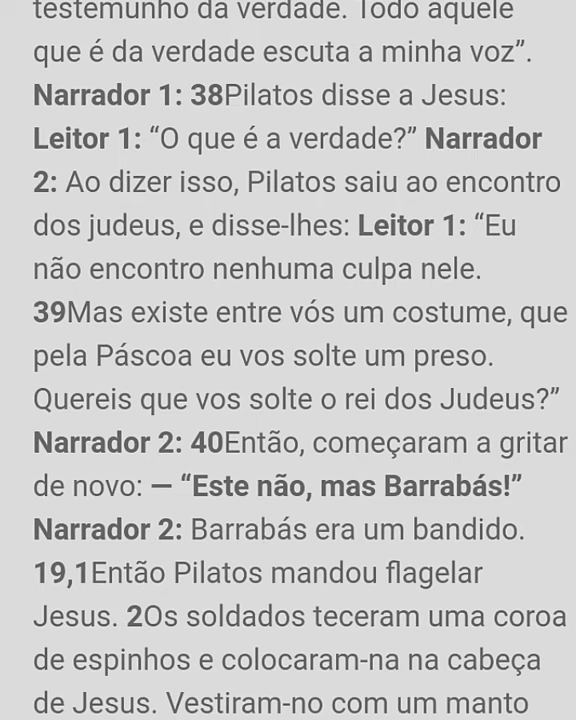 testemunho da verdade. Todo aquele
que é da verdade escuta a minha voz”.
Narrador 1: 38Pilatos disse a Jesus:
Leitor 1: “O que é a verdade?” Narrador
2: Ao dizer isso, Pilatos saiu ao encontro
dos judeus, e disse-lhes: Leitor 1: “Eu
não encontro nenhuma culpa nele.
39Mas existe entre vós um costume, que
pela Páscoa eu vos solte um preso.
Quereis que vos solte o rei dos Judeus?”
Narrador 2: 40Então, começaram a gritar
de novo: — “Este não, mas Barrabás!”
Narrador 2: Barrabás era um bandido.
19,1Então Pilatos mandou flagelar
Jesus. 2Os soldados teceram uma coroa
de espinhos e colocaram-na na cabeça
de Jesus. Vestiram-no com um manto